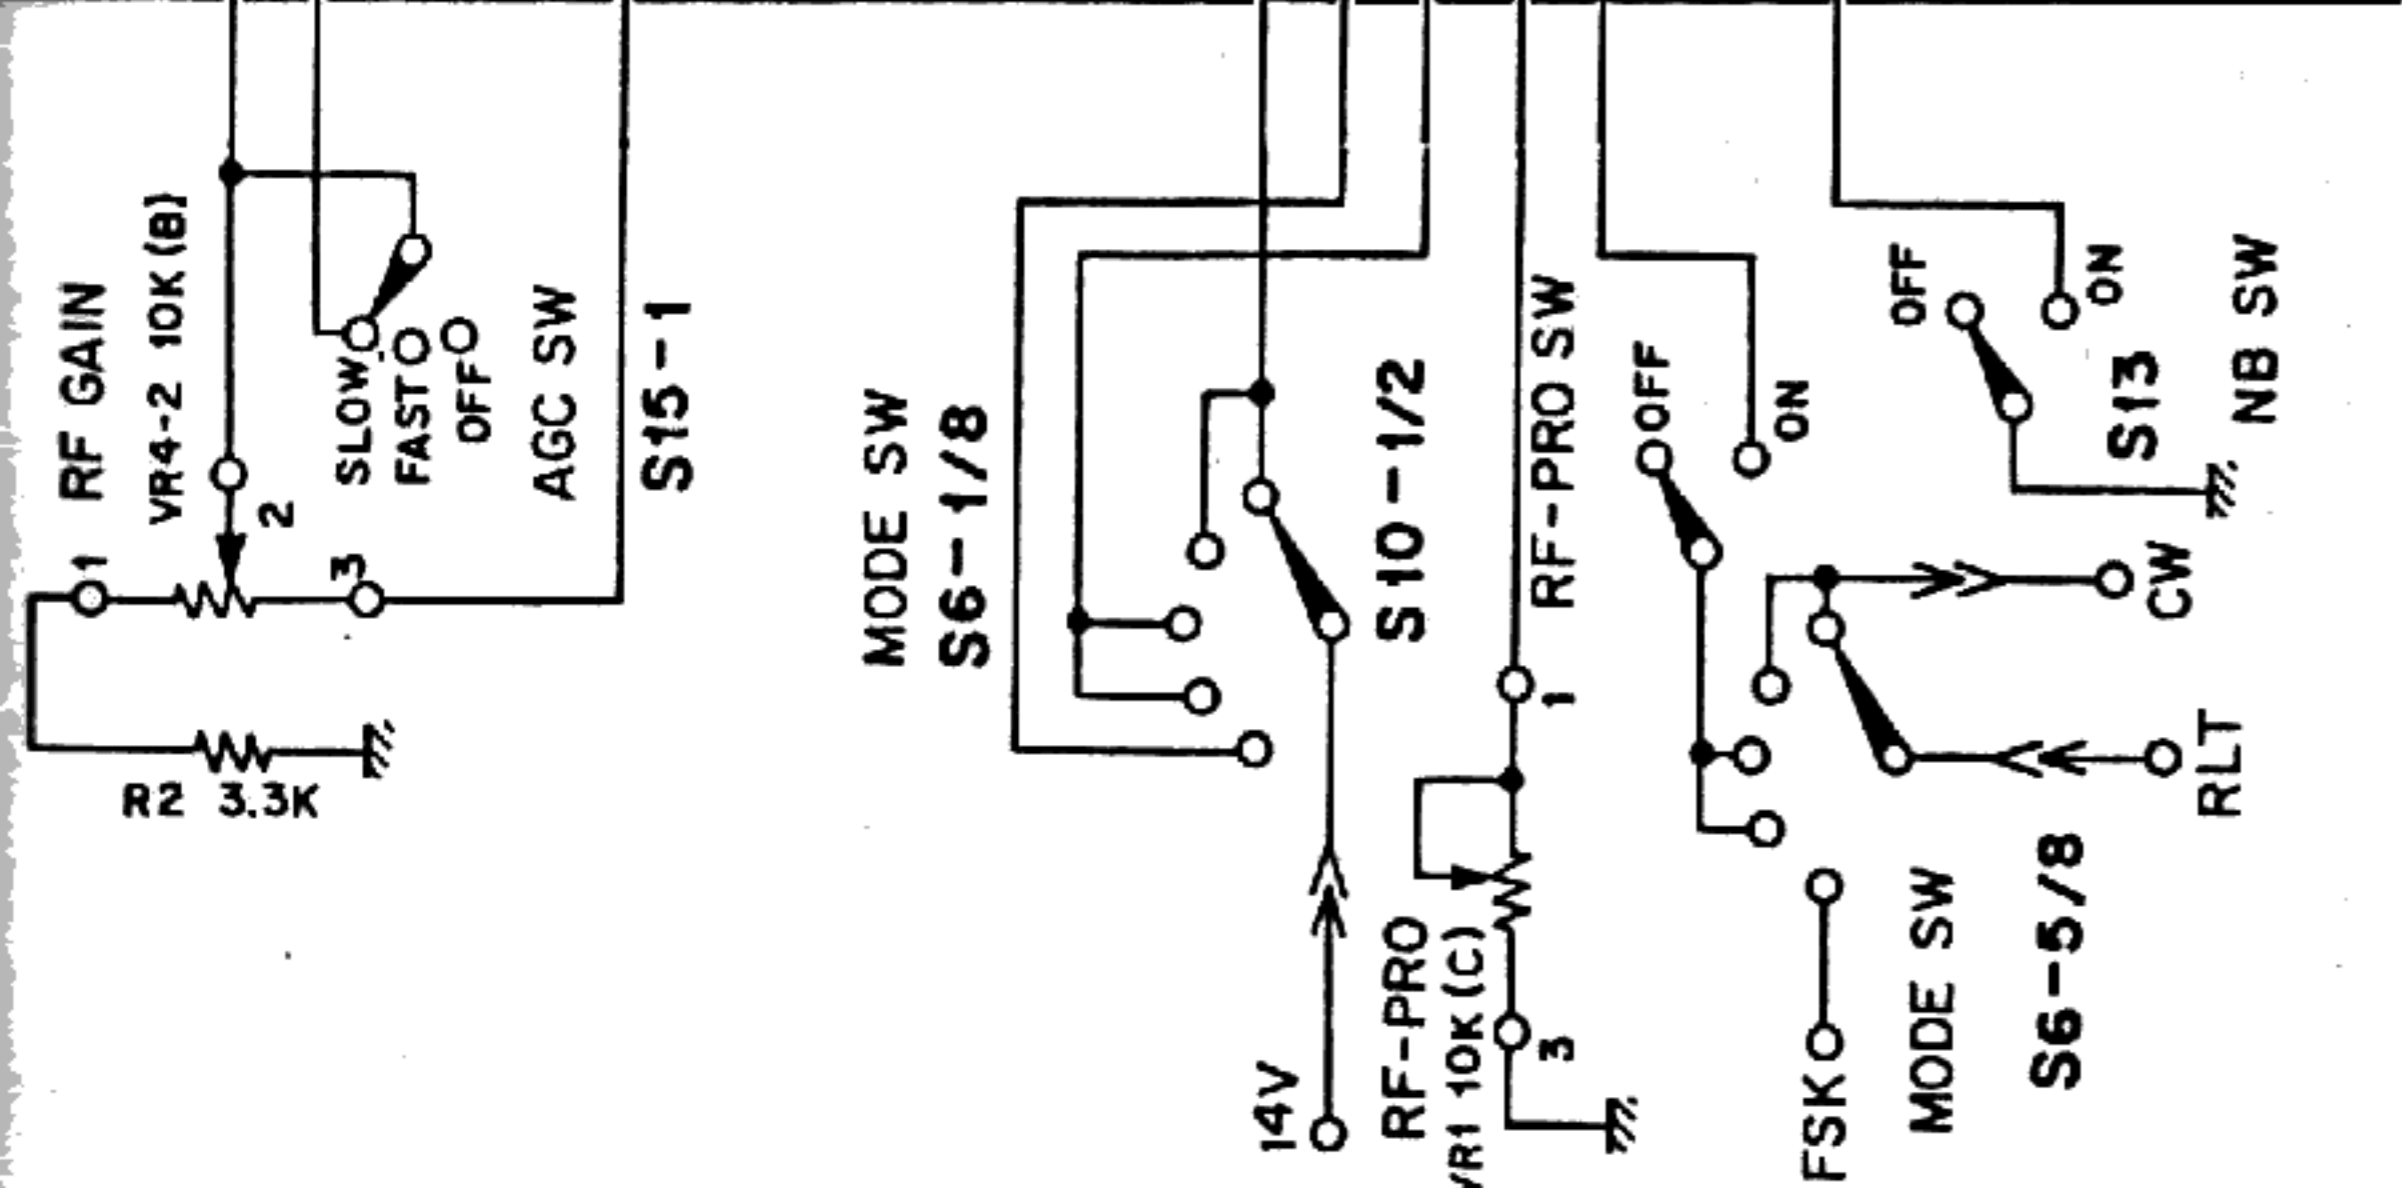 RF GAIN
VR4-2 10K(B)
1
2
3
SLOW
FAST
OFF
AGC SW
S15-1
R2 3.3K
MODE SW
S6-1/8
S10-1/2
RF-PRO SW
14V
RF-PRO
VR1 10K(C)
1
3
OFF
ON
OFF
ON
S13
NB SW
CW
RLT
FSK
MODE SW
S6-5/8